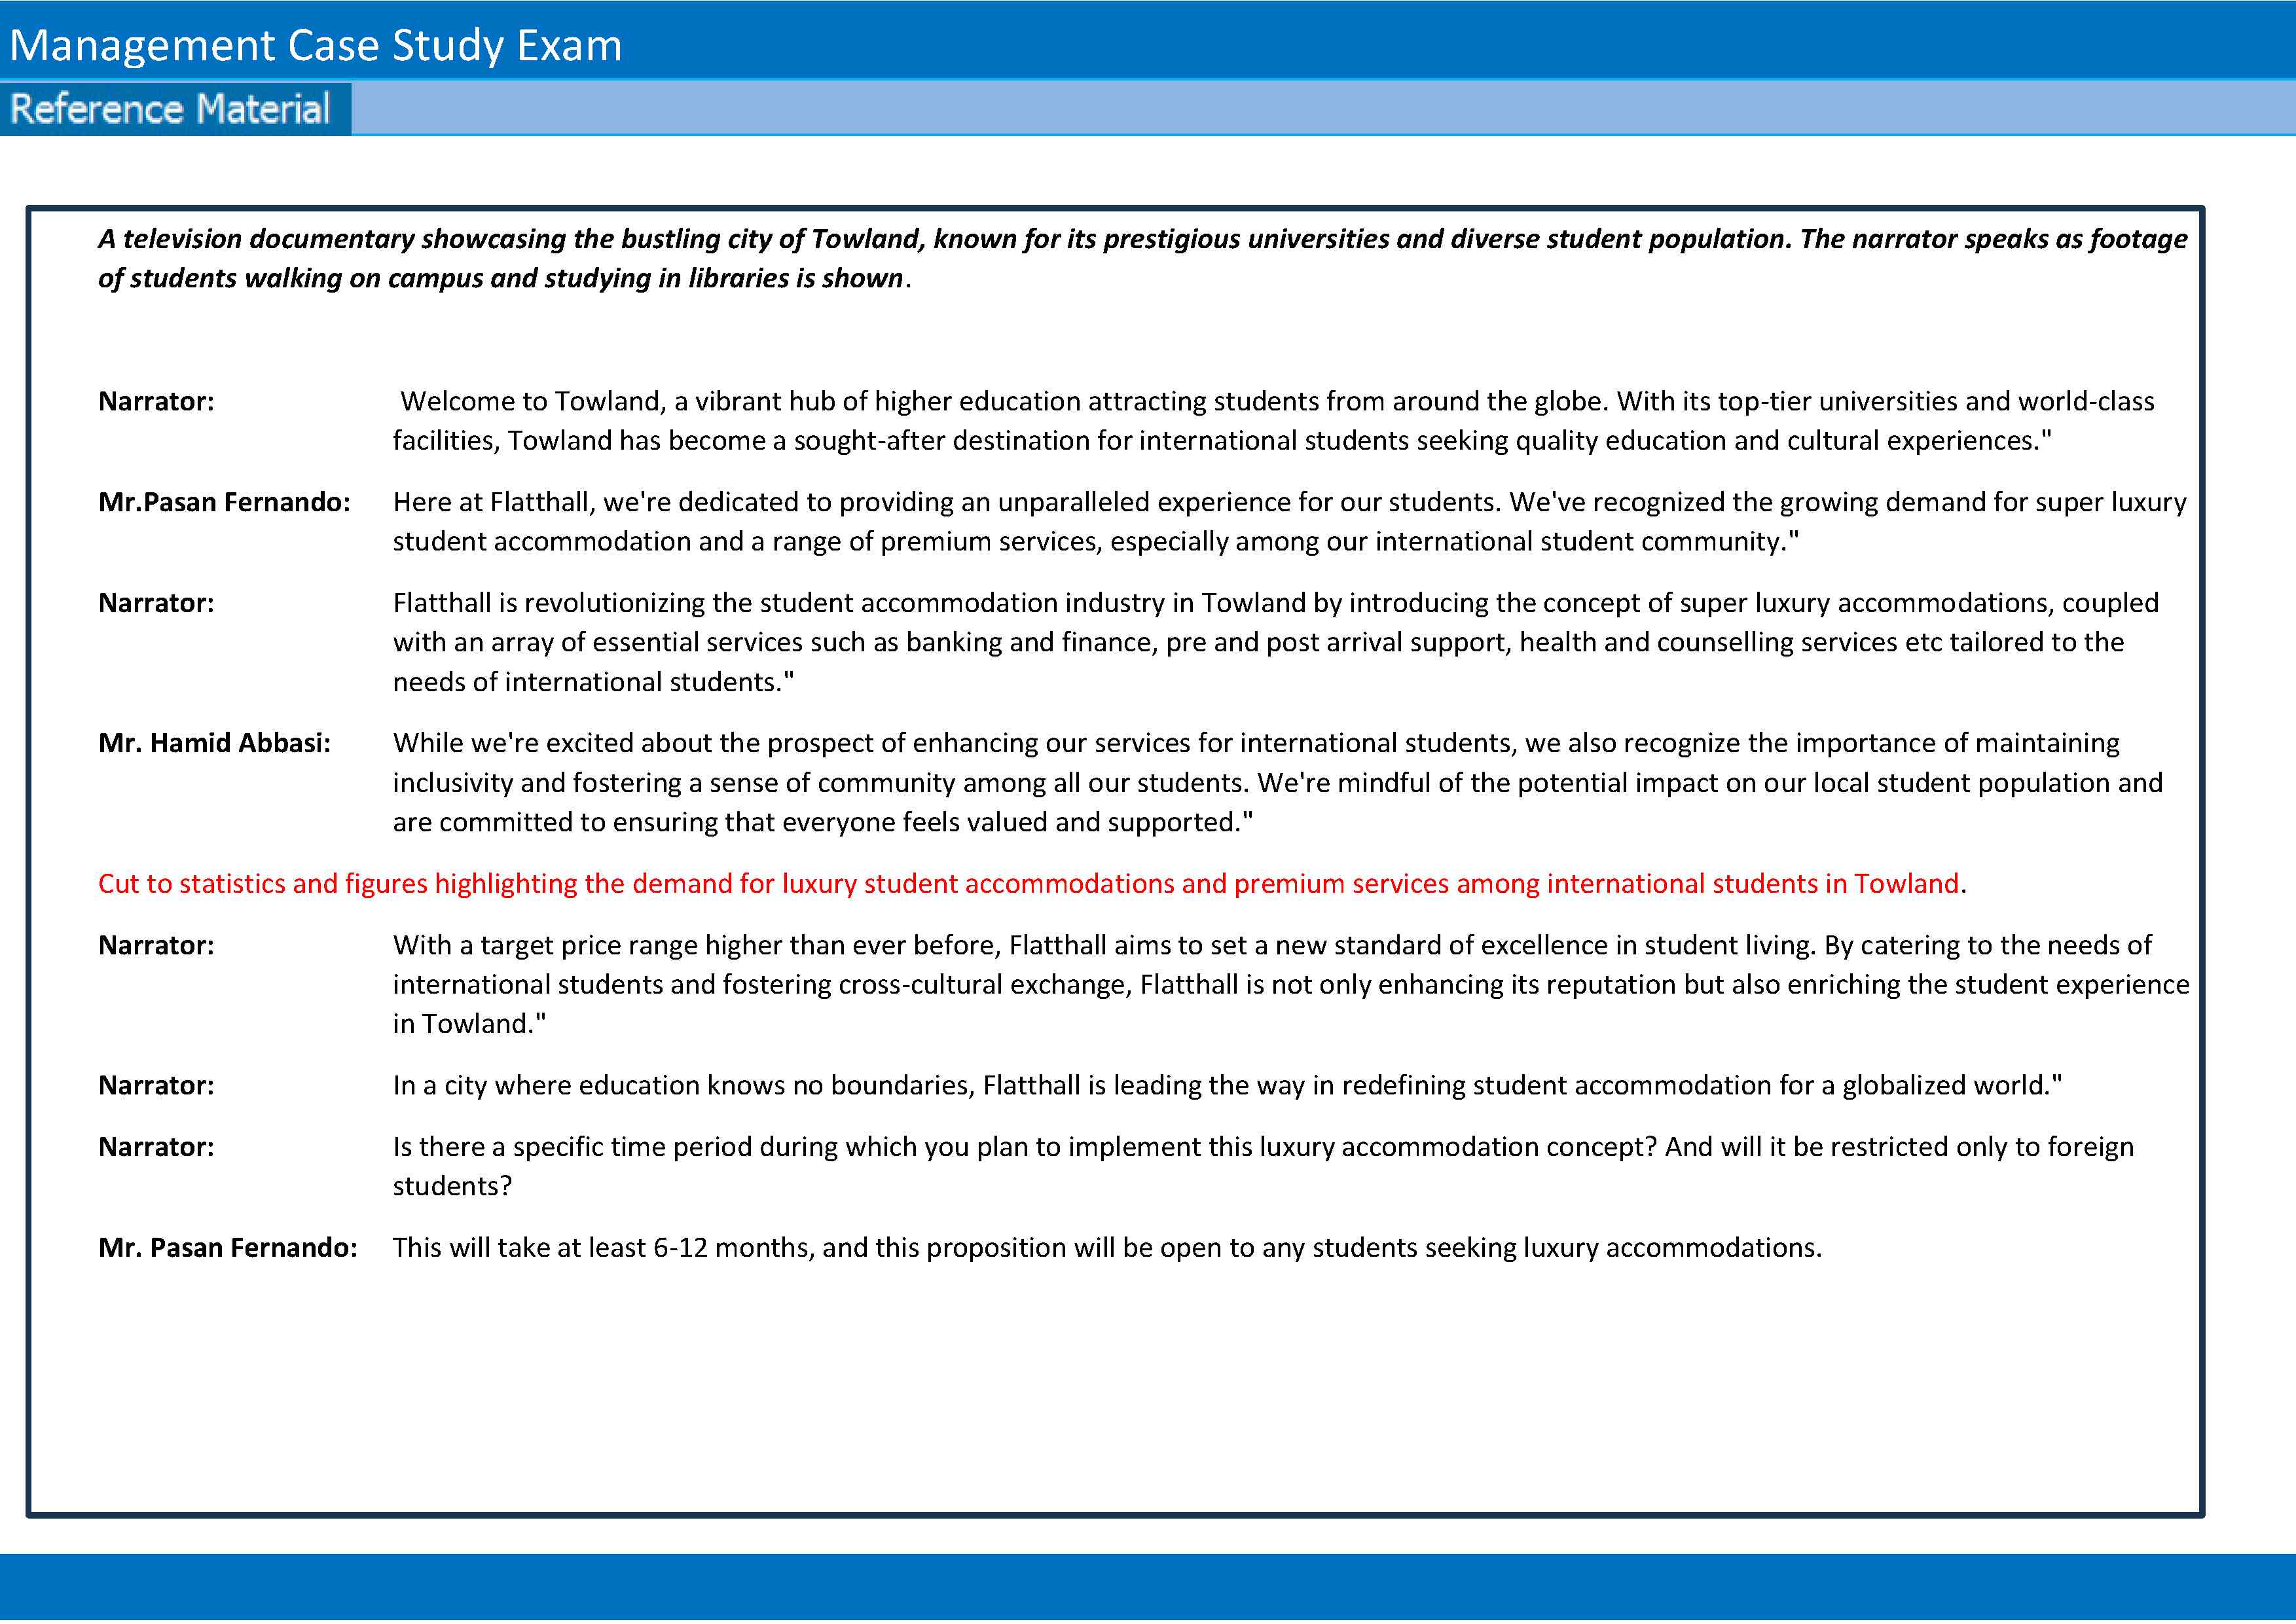 Management Case Study Exam
Reference Material
A television documentary showcasing the bustling city of Towland, known for its prestigious universities and diverse student population. The narrator speaks as footage
of students walking on campus and studying in libraries is shown.
Narrator: Welcome to Towland, a vibrant hub of higher education attracting students from around the globe. With its top-tier universities and world-class
facilities, Towland has become a sought-after destination for international students seeking quality education and cultural experiences."
Mr.Pasan Fernando: Here at Flatthall, we're dedicated to providing an unparalleled experience for our students. We've recognized the growing demand for super luxury
student accommodation and a range of premium services, especially among our international student community."
Narrator: Flatthall is revolutionizing the student accommodation industry in Towland by introducing the concept of super luxury accommodations, coupled
with an array of essential services such as banking and finance, pre and post arrival support, health and counselling services etc tailored to the
needs of international students."
Mr. Hamid Abbasi: While we're excited about the prospect of enhancing our services for international students, we also recognize the importance of maintaining
inclusivity and fostering a sense of community among all our students. We're mindful of the potential impact on our local student population and
are committed to ensuring that everyone feels valued and supported."
Cut to statistics and figures highlighting the demand for luxury student accommodations and premium services among international students in Towland.
Narrator: With a target price range higher than ever before, Flatthall aims to set a new standard of excellence in student living. By catering to the needs of
international students and fostering cross-cultural exchange, Flatthall is not only enhancing its reputation but also enriching the student experience
in Towland."
Narrator: In a city where education knows no boundaries, Flatthall is leading the way in redefining student accommodation for a globalized world."
Narrator: Is there a specific time period during which you plan to implement this luxury accommodation concept? And will it be restricted only to foreign
students?
Mr. Pasan Fernando: This will take at least 6-12 months, and this proposition will be open to any students seeking luxury accommodations.